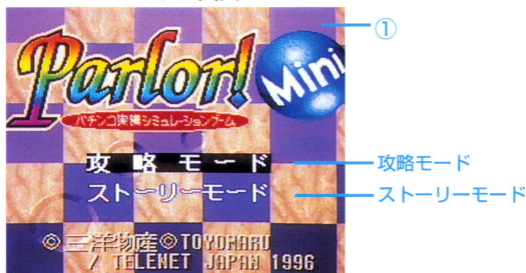 ①
Parlor!
Mini
パチンコ実機シミュレーションゲーム
攻略モード
攻略モード
ストーリーモード
ストーリーモード
©三洋物産©TOYOMARU
/ TELENET JAPAN 1996